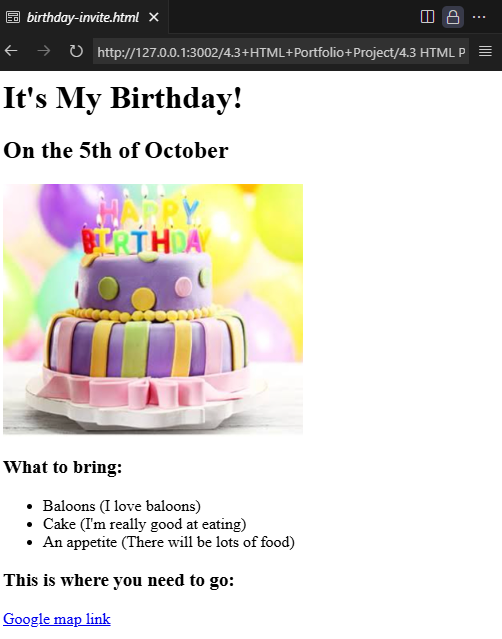 birthday-invite.html
http://127.0.0.1:3002/4.3+HTML+Portfolio+Project/4.3 HTML P
It's My Birthday!
On the 5th of October
HAPPY
BIRTHDAY
What to bring:
Baloons (I love baloons)
Cake (I'm really good at eating)
An appetite (There will be lots of food)
This is where you need to go:
Google map link